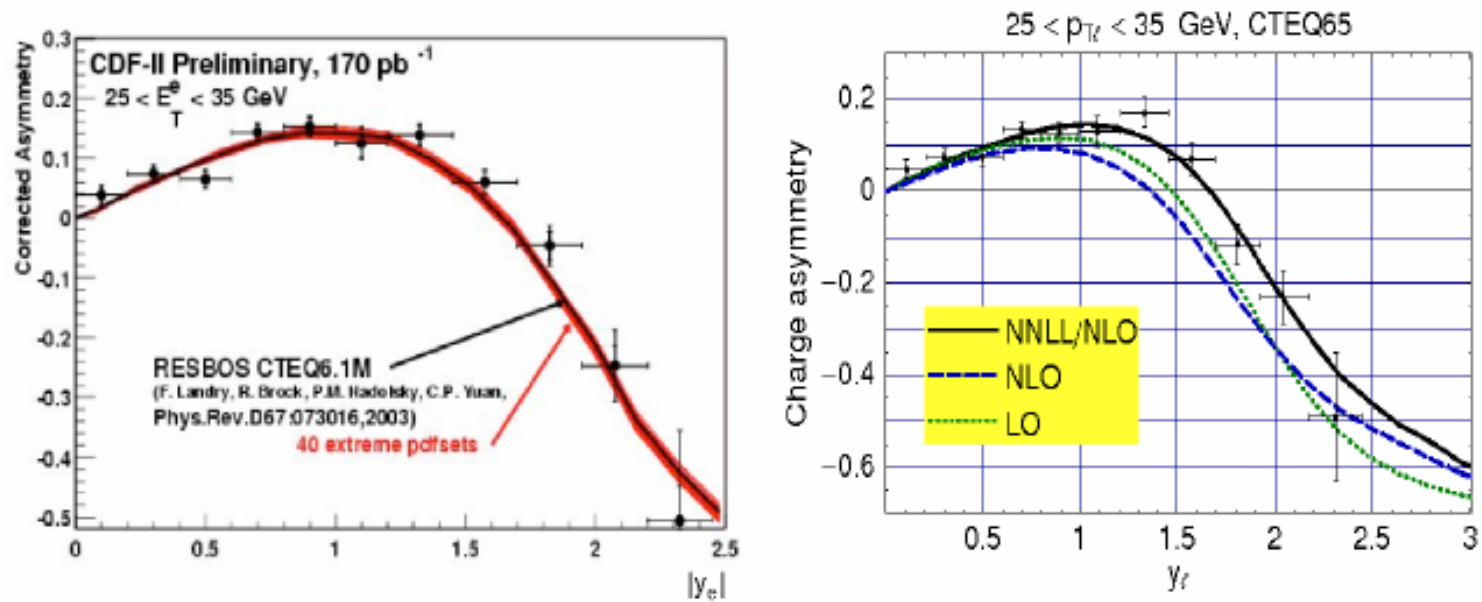 CDF-II Preliminary, 170 pb -1
25 < E e T < 35 GeV
Corrected Asymmetry
0.3
0.2
0.1
0
-0.1
-0.2
-0.3
-0.4
-0.5
RESBOS CTEQ6.1M
(F. Landry, R. Brock, P.M. Nadolsky, C.P. Yuan,
Phys.Rev.D67:073016,2003)
40 extreme pdfsets
0 0.5 1 1.5 2 2.5
|ye|
25 < pTℓ < 35 GeV, CTEQ65
Charge asymmetry
0.2
0
−0.2
−0.4
−0.6
NNLL/NLO
NLO
LO
0.5 1 1.5 2 2.5 3
yℓ